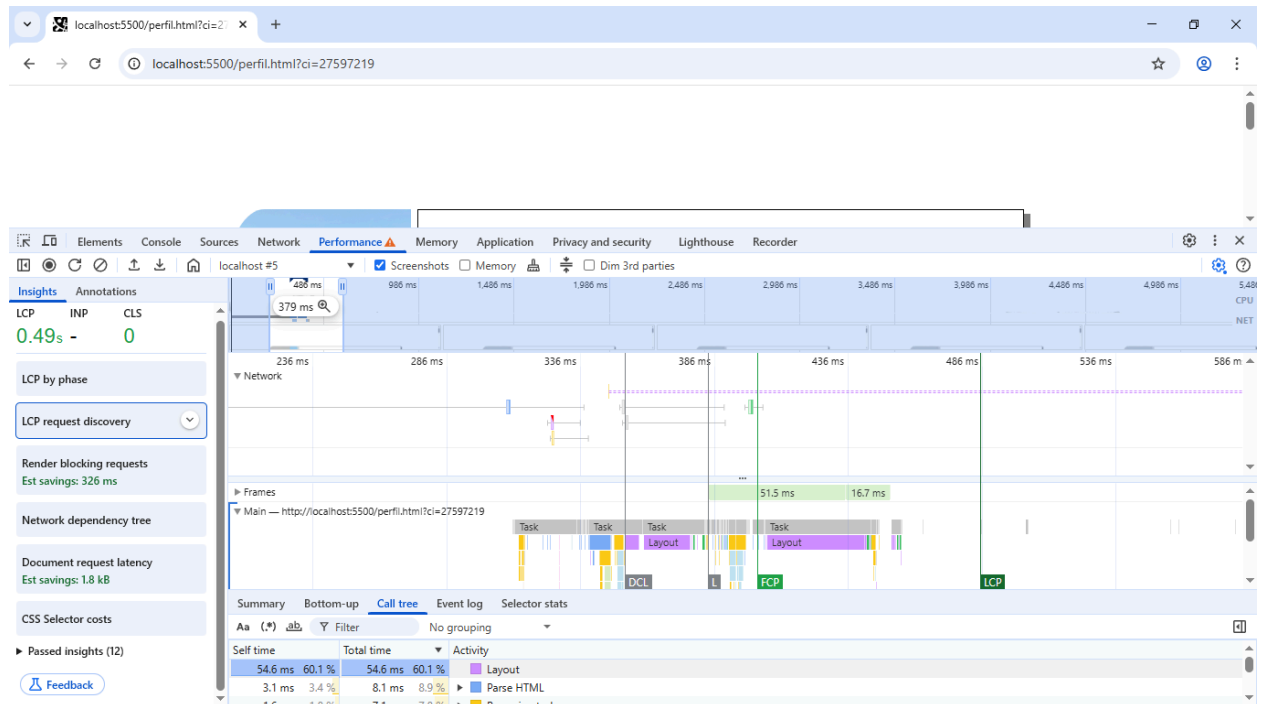 localhost:5500/perfil.html?ci=27
localhost:5500/perfil.html?ci=27597219
Elements Console Sources Network Performance Memory Application Privacy and security Lighthouse Recorder
localhost #5 Screenshots Memory Dim 3rd parties
Insights Annotations
LCP INP CLS
0.49s - 0
LCP by phase
LCP request discovery
Render blocking requests
Est savings: 326 ms
Network dependency tree
Document request latency
Est savings: 1.8 kB
CSS Selector costs
Passed insights (12)
Feedback
486 ms 986 ms 1,486 ms 1,986 ms 2,486 ms 2,986 ms 3,486 ms 3,986 ms 4,486 ms 4,986 ms 5,48
379 ms
CPU
NET
236 ms 286 ms 336 ms 386 ms 436 ms 486 ms 536 ms 586 m
Network
...
Frames 51.5 ms 16.7 ms
Main — http://localhost:5500/perfil.html?ci=27597219
Task Task Task Task
Layout Layout
DCL L FCP LCP
Summary Bottom-up Call tree Event log Selector stats
Aa (.*) ab Filter No grouping
Self time Total time Activity
54.6 ms 60.1 % 54.6 ms 60.1 % Layout
3.1 ms 3.4 % 8.1 ms 8.9 % Parse HTML